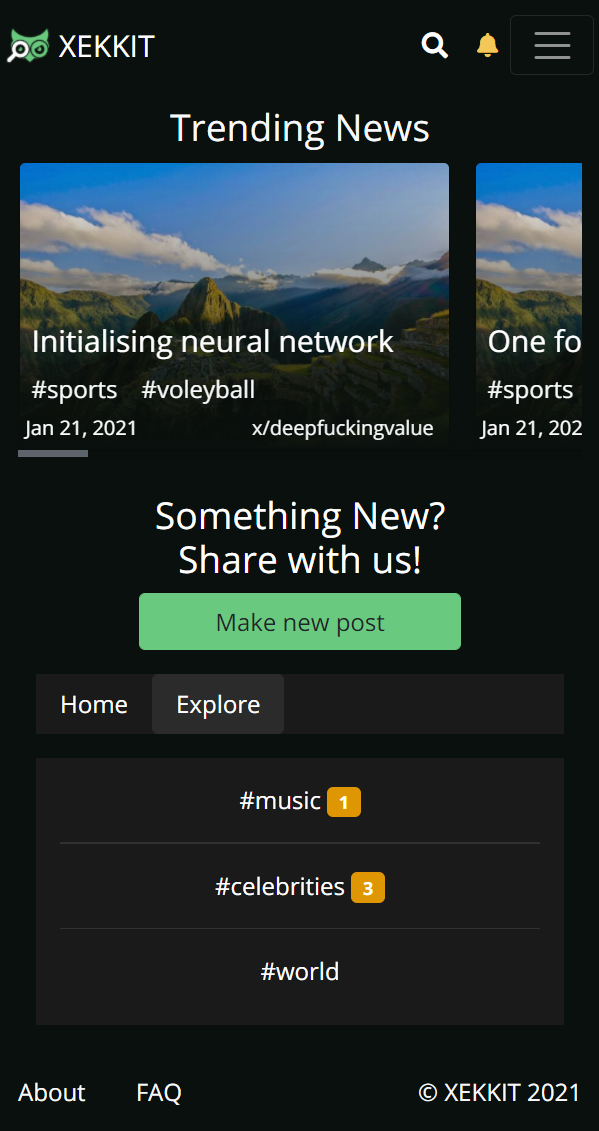 XEKKIT
Trending News
Initialising neural network
#sports #voleyball
Jan 21, 2021 x/deepfuckingvalue
One fo
#sports
Jan 21, 202
Something New?
Share with us!
Make new post
Home Explore
#music 1
#celebrities 3
#world
About FAQ © XEKKIT 2021